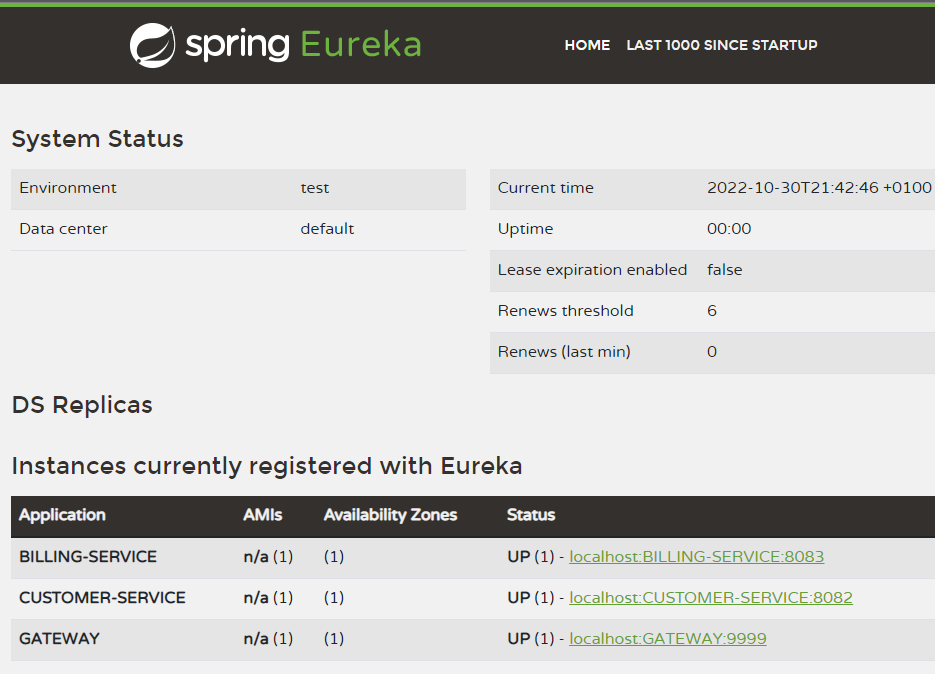 spring Eureka HOME LAST 1000 SINCE STARTUP
System Status
Environment test
Data center default
Current time 2022-10-30T21:42:46 +0100
Uptime 00:00
Lease expiration enabled false
Renews threshold 6
Renews (last min) 0
DS Replicas
Instances currently registered with Eureka
Application AMIs Availability Zones Status
BILLING-SERVICE n/a (1) (1) UP (1) - localhost:BILLING-SERVICE:8083
CUSTOMER-SERVICE n/a (1) (1) UP (1) - localhost:CUSTOMER-SERVICE:8082
GATEWAY n/a (1) (1) UP (1) - localhost:GATEWAY:9999